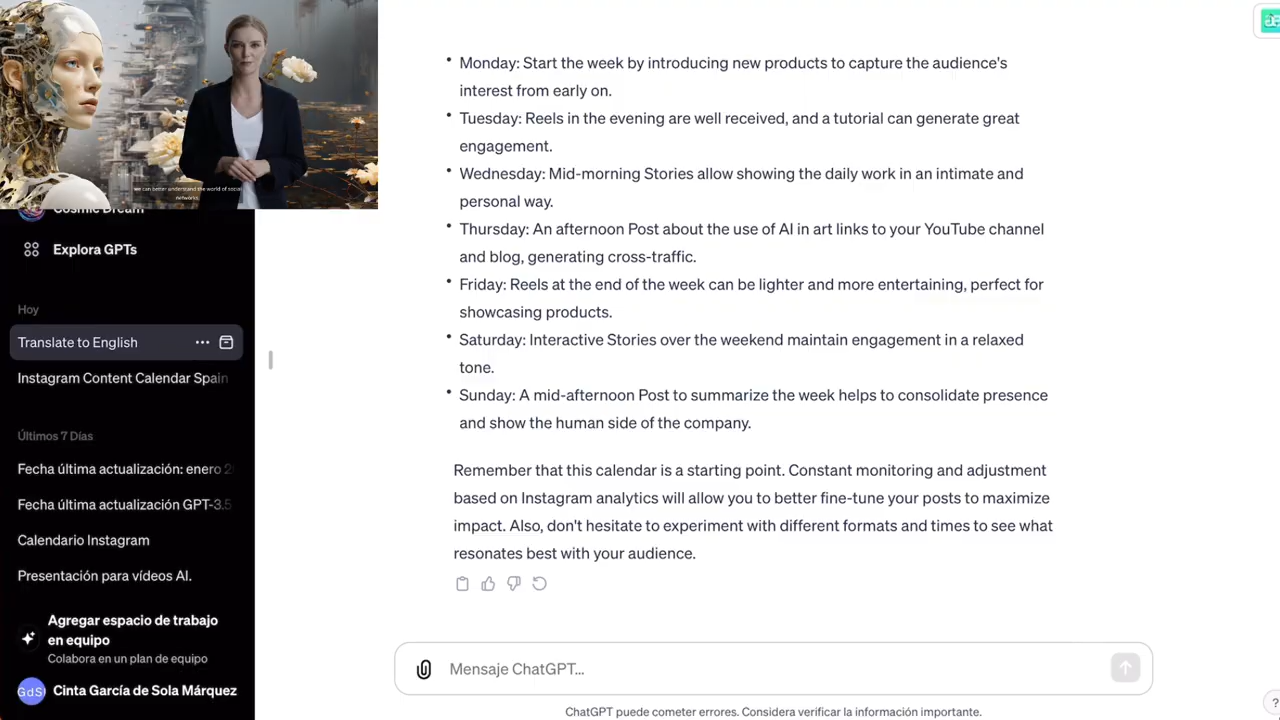 We can better understand the world of social
networks.
Cosmic Dream
Explora GPTs
Hoy
Translate to English
Instagram Content Calendar Spain
Últimos 7 Días
Fecha última actualización: enero 2
Fecha última actualización GPT-3.5
Calendario Instagram
Presentación para vídeos AI.
Agregar espacio de trabajo
en equipo
Colabora en un plan de equipo
GdS
Cinta García de Sola Márquez
• Monday: Start the week by introducing new products to capture the audience's
interest from early on.
• Tuesday: Reels in the evening are well received, and a tutorial can generate great
engagement.
• Wednesday: Mid-morning Stories allow showing the daily work in an intimate and
personal way.
• Thursday: An afternoon Post about the use of AI in art links to your YouTube channel
and blog, generating cross-traffic.
• Friday: Reels at the end of the week can be lighter and more entertaining, perfect for
showcasing products.
• Saturday: Interactive Stories over the weekend maintain engagement in a relaxed
tone.
• Sunday: A mid-afternoon Post to summarize the week helps to consolidate presence
and show the human side of the company.
Remember that this calendar is a starting point. Constant monitoring and adjustment
based on Instagram analytics will allow you to better fine-tune your posts to maximize
impact. Also, don't hesitate to experiment with different formats and times to see what
resonates best with your audience.
Mensaje ChatGPT...
ChatGPT puede cometer errores. Considera verificar la información importante.
?